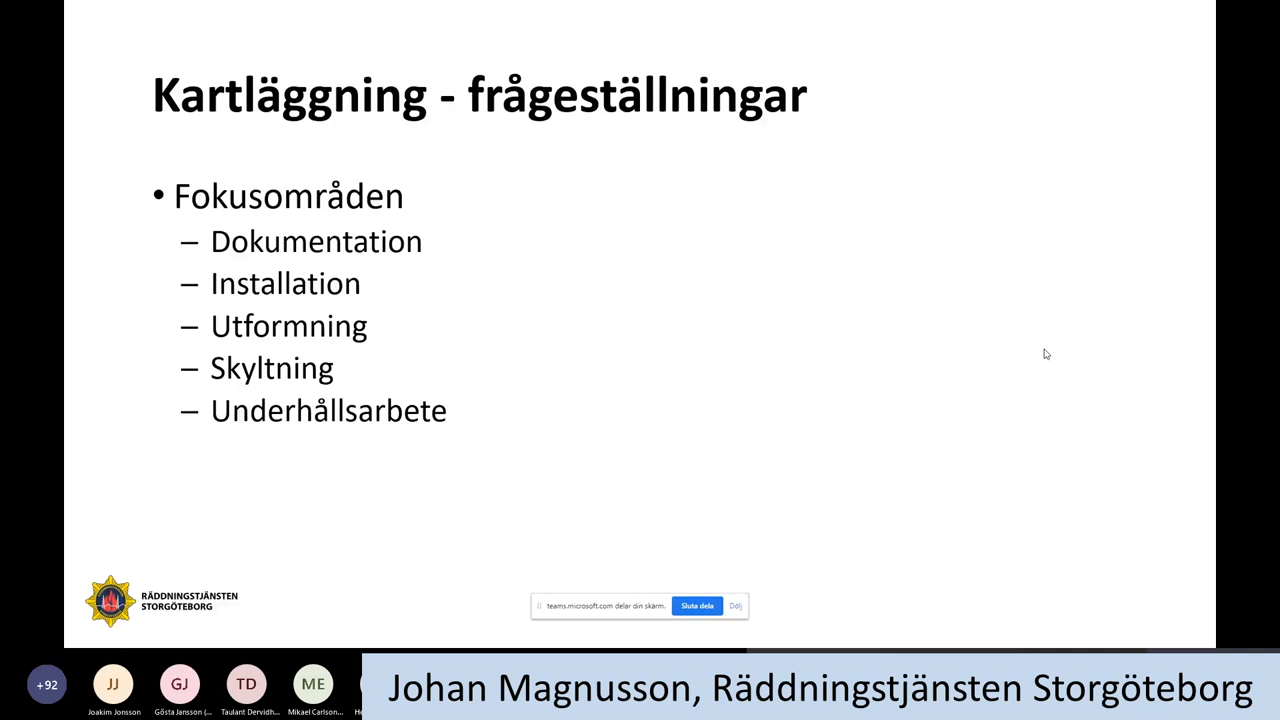 Kartläggning - frågeställningar
• Fokusområden
– Dokumentation
– Installation
– Utformning
– Skyltning
– Underhållsarbete
RÄDDNINGSTJÄNSTEN
STORGÖTEBORG
teams.microsoft.com delar din skärm. Sluta dela Dölj
+92 JJ GJ TD ME
Joakim Jonsson Gösta Jansson (... Taulant Dervidh... Mikael Carlson... He
Johan Magnusson, Räddningstjänsten Storgöteborg